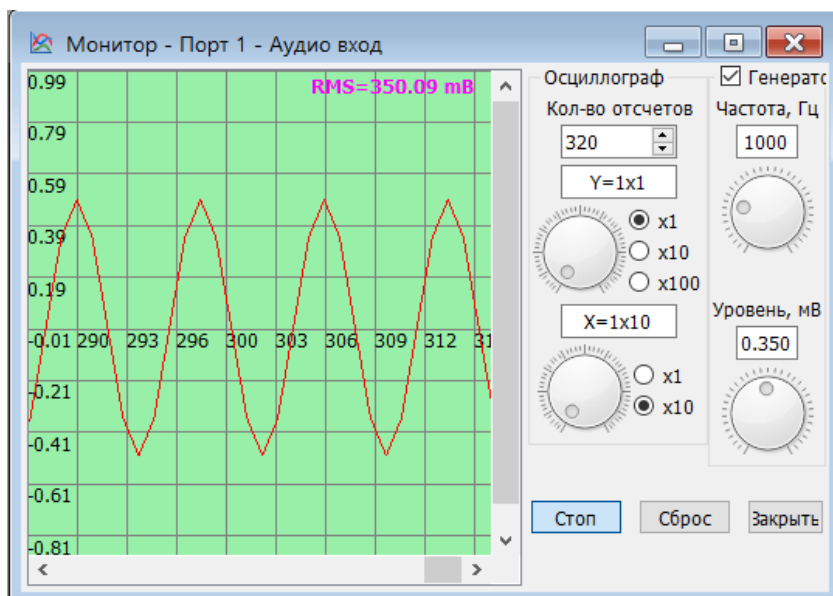 Монитор - Порт 1 - Аудио вход
RMS=350.09 mB
0.99
0.79
0.59
0.39
0.19
-0.01 290 293 296 300 303 306 309 312 31
-0.21
-0.41
-0.61
-0.81
Осциллограф
Кол-во отсчетов
320
Y=1x1
x1
x10
x100
X=1x10
x1
x10
Генератс
Частота, Гц
1000
Уровень, мВ
0.350
Стоп
Сброс
Закрыть